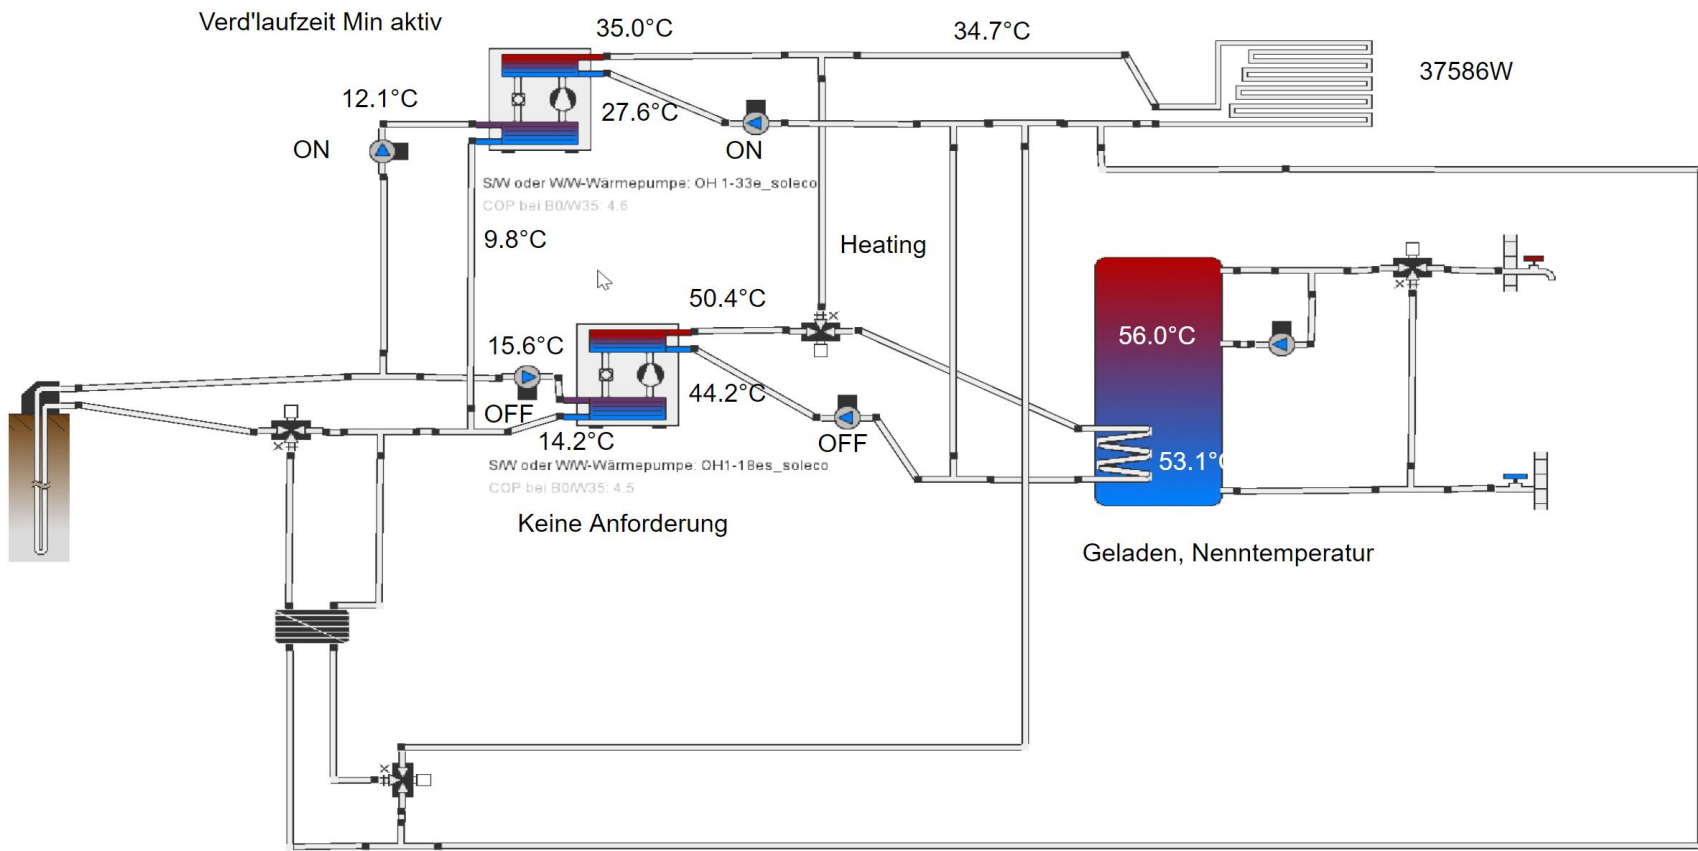 Verd'laufzeit Min aktiv
35.0°C
34.7°C
37586W
12.1°C
27.6°C
ON
ON
S/W oder W/W-Wärmepumpe: OH 1-33e_soleco
COP bei B0/W35: 4.6
9.8°C
Heating
50.4°C
56.0°C
15.6°C
44.2°C
OFF
OFF
14.2°C
53.1°C
S/W oder W/W-Wärmepumpe: OH1-18es_soleco
COP bei B0/W35: 4.5
Keine Anforderung
Geladen, Nenntemperatur